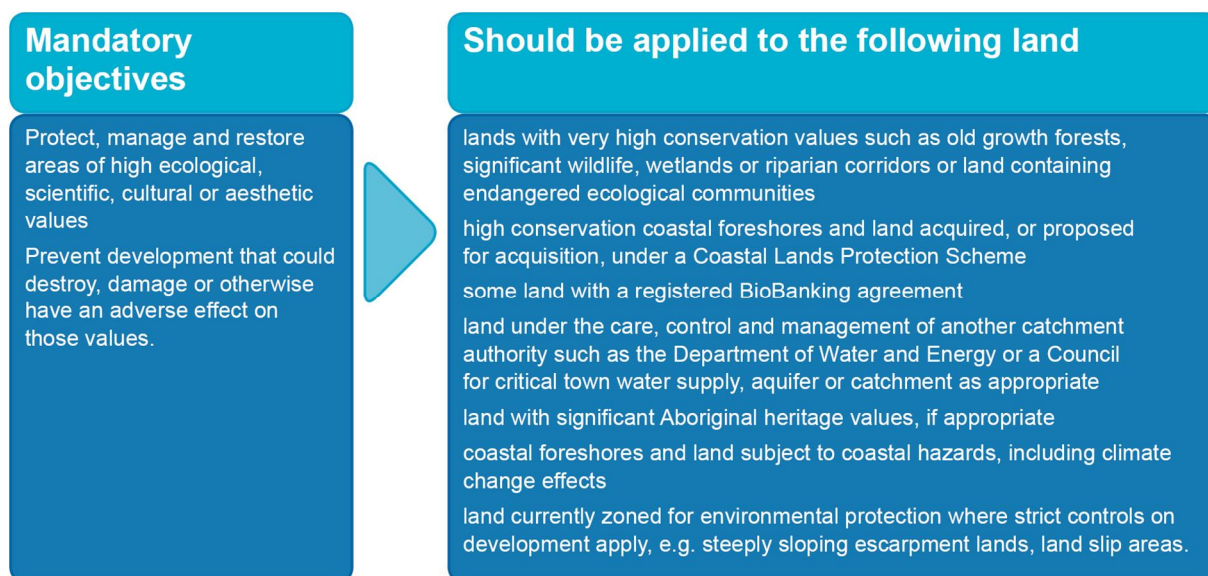 Mandatory
objectives
Protect, manage and restore
areas of high ecological,
scientific, cultural or aesthetic
values
Prevent development that could
destroy, damage or otherwise
have an adverse effect on
those values.
Should be applied to the following land
lands with very high conservation values such as old growth forests,
significant wildlife, wetlands or riparian corridors or land containing
endangered ecological communities
high conservation coastal foreshores and land acquired, or proposed
for acquisition, under a Coastal Lands Protection Scheme
some land with a registered BioBanking agreement
land under the care, control and management of another catchment
authority such as the Department of Water and Energy or a Council
for critical town water supply, aquifer or catchment as appropriate
land with significant Aboriginal heritage values, if appropriate
coastal foreshores and land subject to coastal hazards, including climate
change effects
land currently zoned for environmental protection where strict controls on
development apply, e.g. steeply sloping escarpment lands, land slip areas.